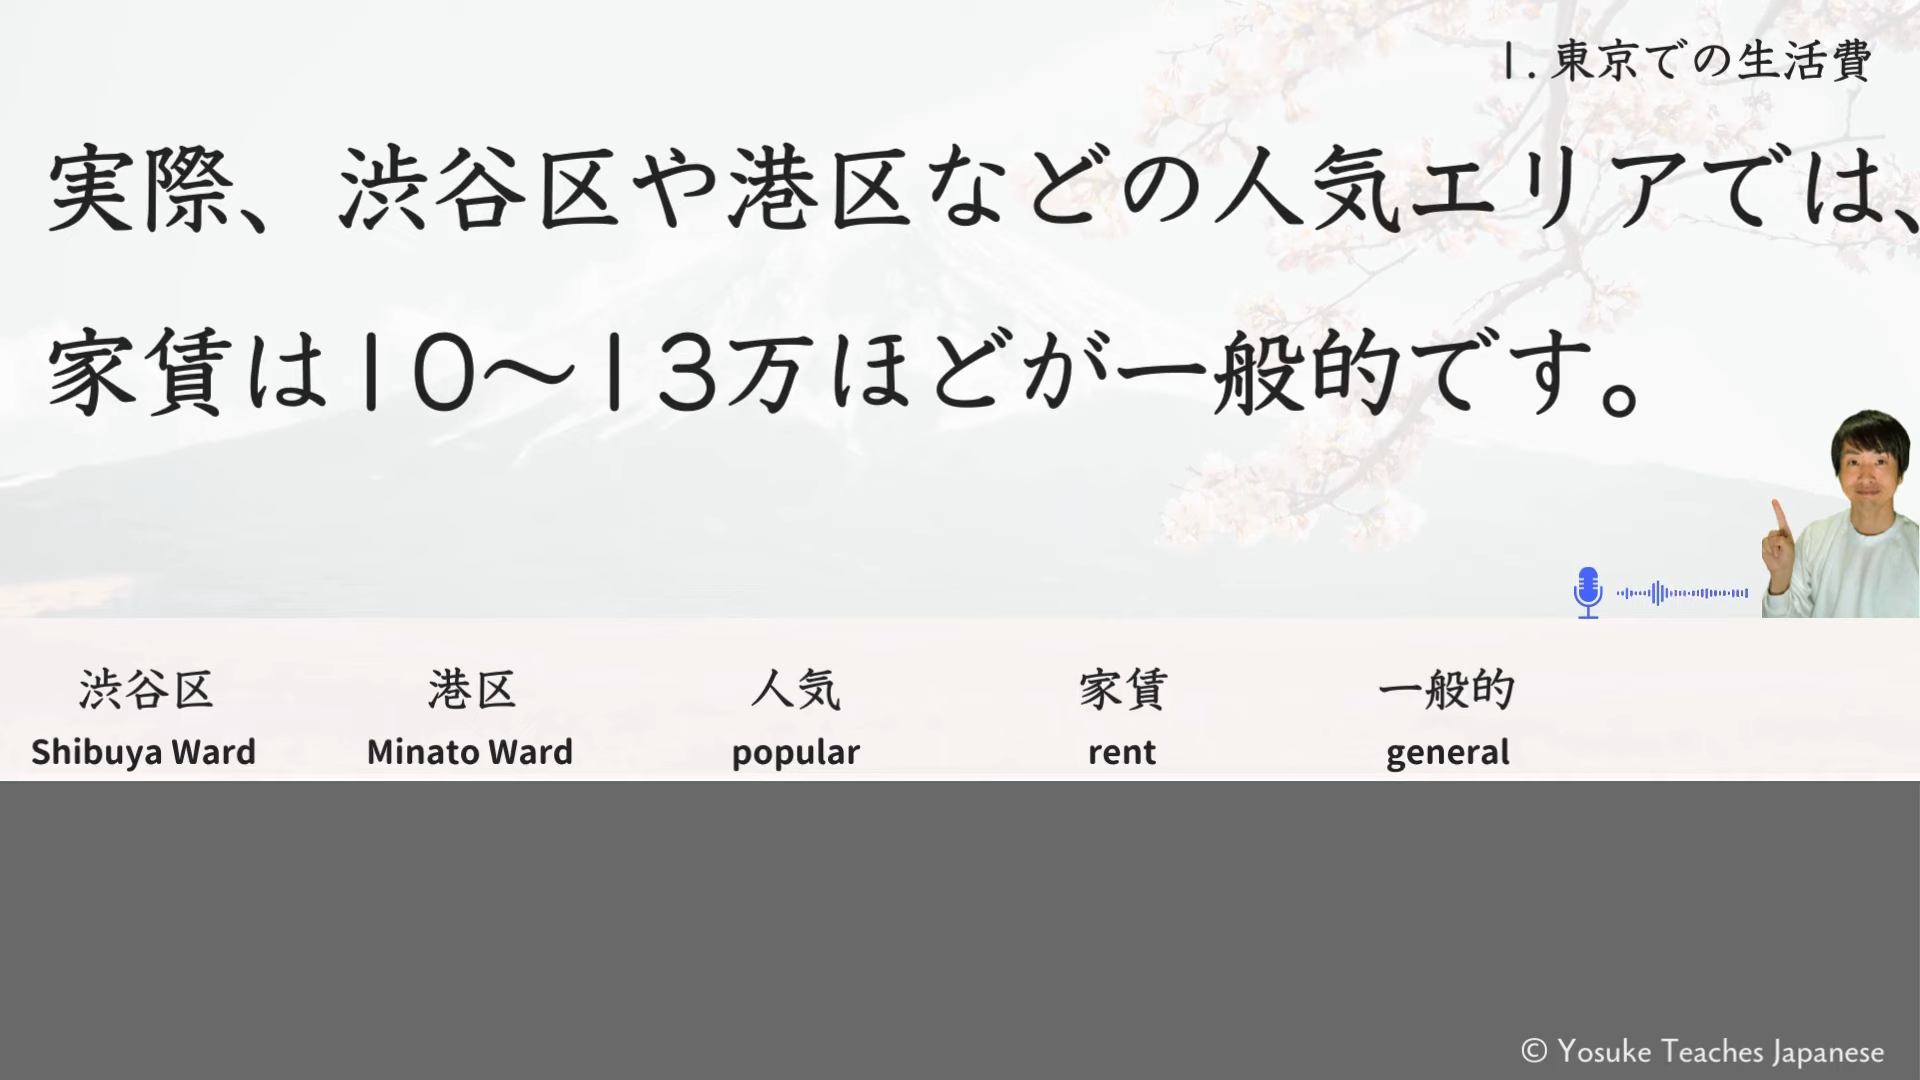 1. 東京での生活費
実際、渋谷区や港区などの人気エリアでは、
家賃は10〜13万ほどが一般的です。
渋谷区 港区 人気 家賃 一般的
Shibuya Ward Minato Ward popular rent general
© Yosuke Teaches Japanese